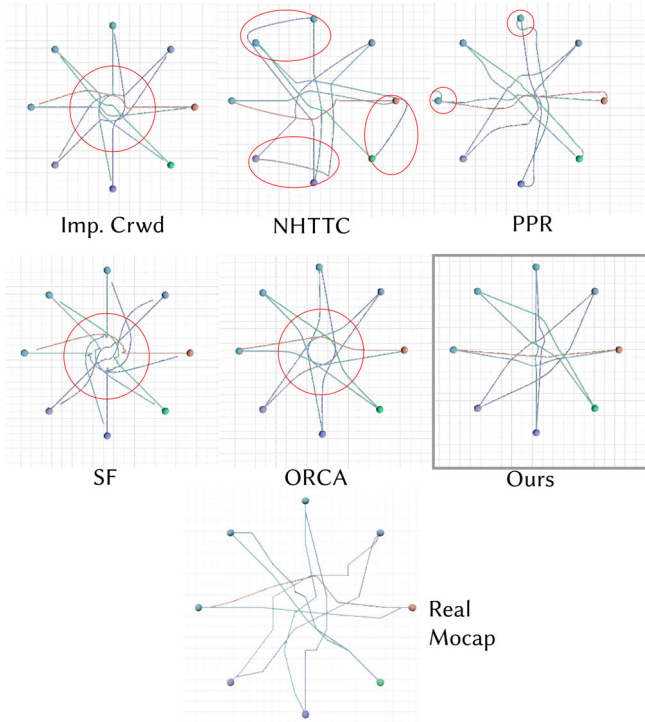 Imp. Crwd
NHTTC
PPR
SF
ORCA
Ours
Real
Mocap